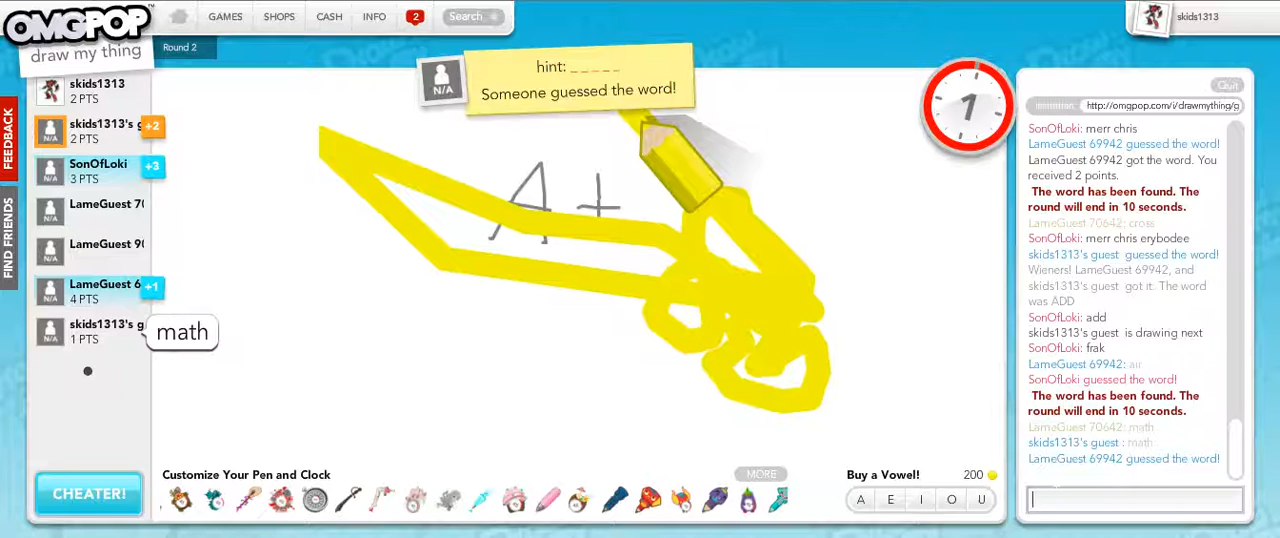 OMGPOP
GAMES
SHOPS
CASH
INFO
2
Search
skids1313
draw my thing
Round 2
hint: _ _ _ _ _
Someone guessed the word!
N/A
1
FEEDBACK
FIND FRIENDS
skids1313
2 PTS
skids1313's g
2 PTS
+2
N/A
SonOfLoki
3 PTS
+3
N/A
LameGuest 70
N/A
LameGuest 90
N/A
LameGuest 6
4 PTS
+1
N/A
skids1313's g
1 PTS
N/A
math
A+
CHEATER!
Customize Your Pen and Clock
MORE
Buy a Vowel!
200
A E I O U
Quit
http://omgpop.com/i/drawmything/g
SonOfLoki: merr chris
LameGuest 69942 guessed the word!
LameGuest 69942 got the word. You
received 2 points.
The word has been found. The
round will end in 10 seconds.
LameGuest 70642: cross
SonOfLoki: merr chris erybodee
skids1313's guest guessed the word!
Wieners! LameGuest 69942, and
skids1313's guest got it. The word
was ADD
SonOfLoki: add
skids1313's guest is drawing next
SonOfLoki: frak
LameGuest 69942: air
SonOfLoki guessed the word!
The word has been found. The
round will end in 10 seconds.
LameGuest 70642: math
skids1313's guest : math
LameGuest 69942 guessed the word!